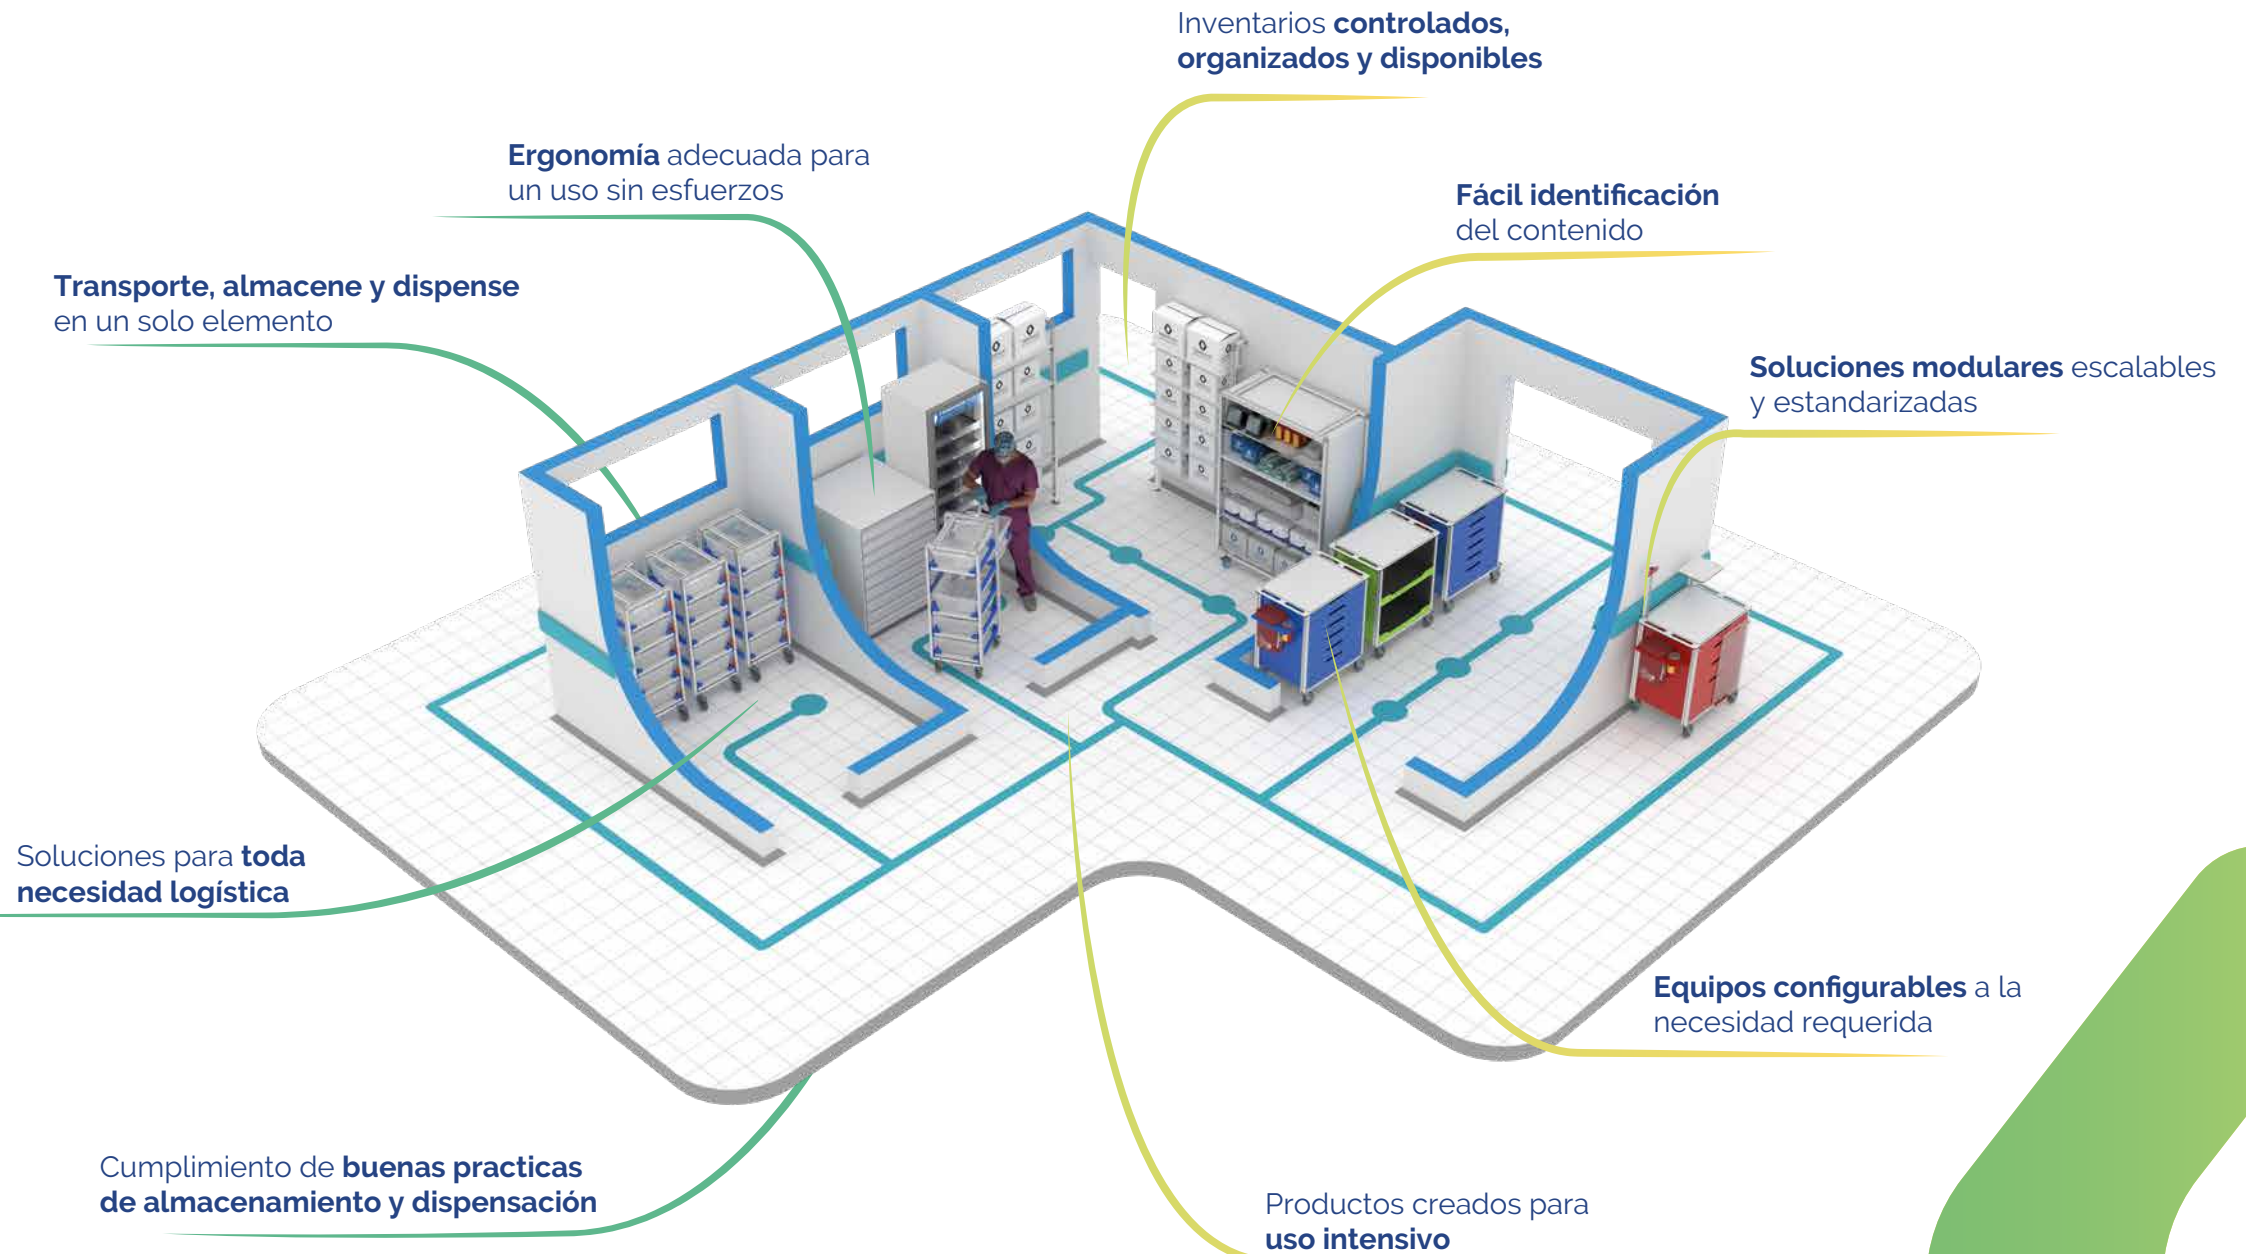 Inventarios controlados,
organizados y disponibles
Ergonomía adecuada para
un uso sin esfuerzos
Fácil identificación
del contenido
Transporte, almacene y dispense
en un solo elemento
Soluciones modulares escalables
y estandarizadas
Soluciones para toda
necesidad logística
Equipos configurables a la
necesidad requerida
Cumplimiento de buenas practicas
de almacenamiento y dispensación
Productos creados para
uso intensivo